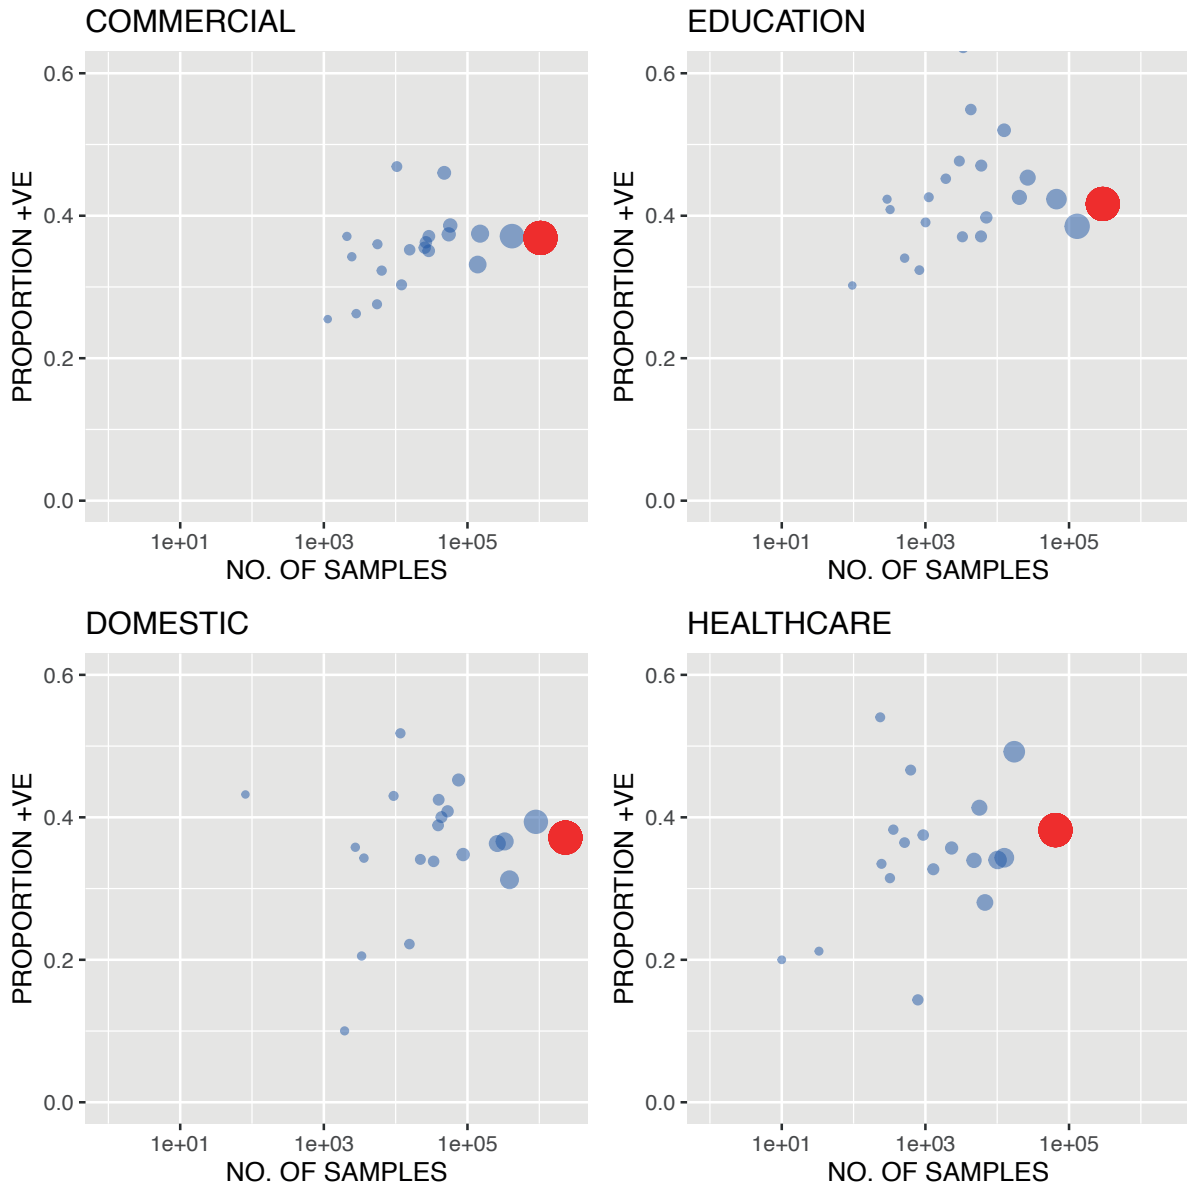 COMMERCIAL
PROPORTION +VE
0.6
0.4
0.2
0.0
1e+01 1e+03 1e+05
NO. OF SAMPLES
EDUCATION
PROPORTION +VE
0.6
0.4
0.2
0.0
1e+01 1e+03 1e+05
NO. OF SAMPLES
DOMESTIC
PROPORTION +VE
0.6
0.4
0.2
0.0
1e+01 1e+03 1e+05
NO. OF SAMPLES
HEALTHCARE
PROPORTION +VE
0.6
0.4
0.2
0.0
1e+01 1e+03 1e+05
NO. OF SAMPLES